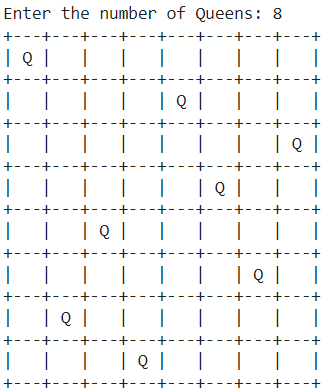 Enter the number of Queens: 8
+---+---+---+---+---+---+---+---+
| Q |   |   |   |   |   |   |   |
+---+---+---+---+---+---+---+---+
|   |   |   |   | Q |   |   |   |
+---+---+---+---+---+---+---+---+
|   |   |   |   |   |   |   | Q |
+---+---+---+---+---+---+---+---+
|   |   |   |   |   | Q |   |   |
+---+---+---+---+---+---+---+---+
|   |   | Q |   |   |   |   |   |
+---+---+---+---+---+---+---+---+
|   |   |   |   |   |   | Q |   |
+---+---+---+---+---+---+---+---+
|   | Q |   |   |   |   |   |   |
+---+---+---+---+---+---+---+---+
|   |   |   | Q |   |   |   |   |
+---+---+---+---+---+---+---+---+